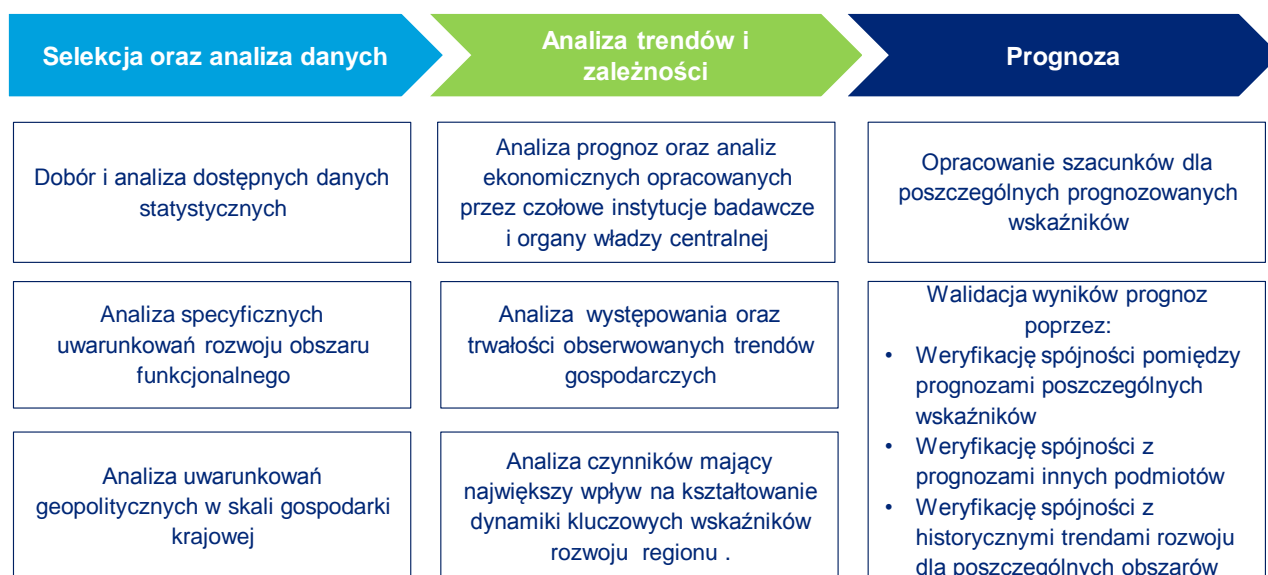 Selekcja oraz analiza danych
Analiza trendów i
zależności
Prognoza
Dobór i analiza dostępnych danych
statystycznych
Analiza specyficznych
uwarunkowań rozwoju obszaru
funkcjonalnego
Analiza uwarunkowań
geopolitycznych w skali gospodarki
krajowej
Analiza prognoz oraz analiz
ekonomicznych opracowanych
przez czołowe instytucje badawcze
i organy władzy centralnej
Analiza występowania oraz
trwałości obserwowanych trendów
gospodarczych
Analiza czynników mający
największy wpływ na kształtowanie
dynamiki kluczowych wskaźników
rozwoju regionu .
Opracowanie szacunków dla
poszczególnych prognozowanych
wskaźników
Walidacja wyników prognoz
poprzez:
• Weryfikację spójności pomiędzy
prognozami poszczególnych
wskaźników
• Weryfikację spójności z
prognozami innych podmiotów
• Weryfikację spójności z
historycznymi trendami rozwoju
dla poszczególnych obszarów